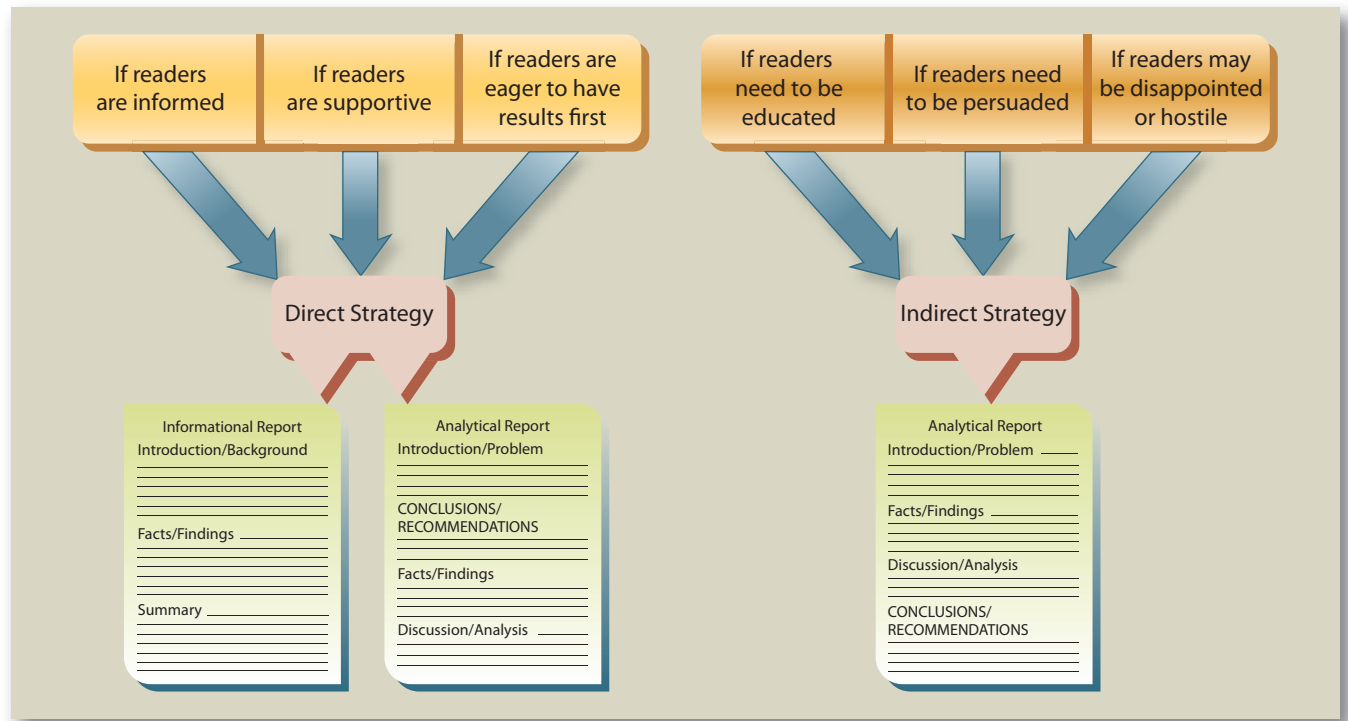 If readers
are informed
If readers
are supportive
If readers are
eager to have
results first
If readers
need to be
educated
If readers need
to be persuaded
If readers may
be disappointed
or hostile
Direct Strategy
Indirect Strategy
Informational Report
Introduction/Background
Facts/Findings
Summary
Analytical Report
Introduction/Problem
CONCLUSIONS/
RECOMMENDATIONS
Facts/Findings
Discussion/Analysis
Analytical Report
Introduction/Problem
Facts/Findings
Discussion/Analysis
CONCLUSIONS/
RECOMMENDATIONS